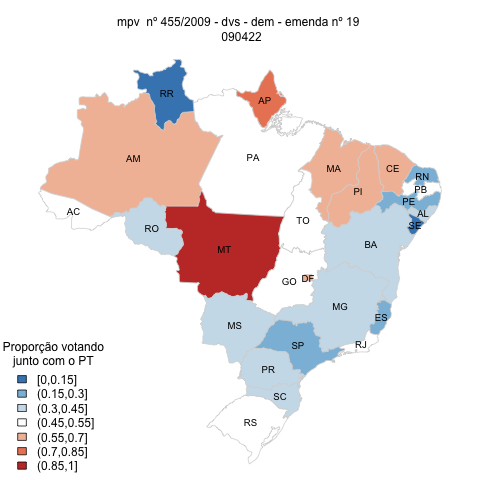 mpv  nº 455/2009 - dvs - dem - emenda nº 19
090422
RR
AP
AM
PA
MA
CE
RN
PB
PI
PE
AL
SE
AC
RO
TO
MT
BA
GO
DF
MG
ES
MS
SP
RJ
PR
SC
RS
Proporção votando
junto com o PT
[0,0.15]
(0.15,0.3]
(0.3,0.45]
(0.45,0.55]
(0.55,0.7]
(0.7,0.85]
(0.85,1]